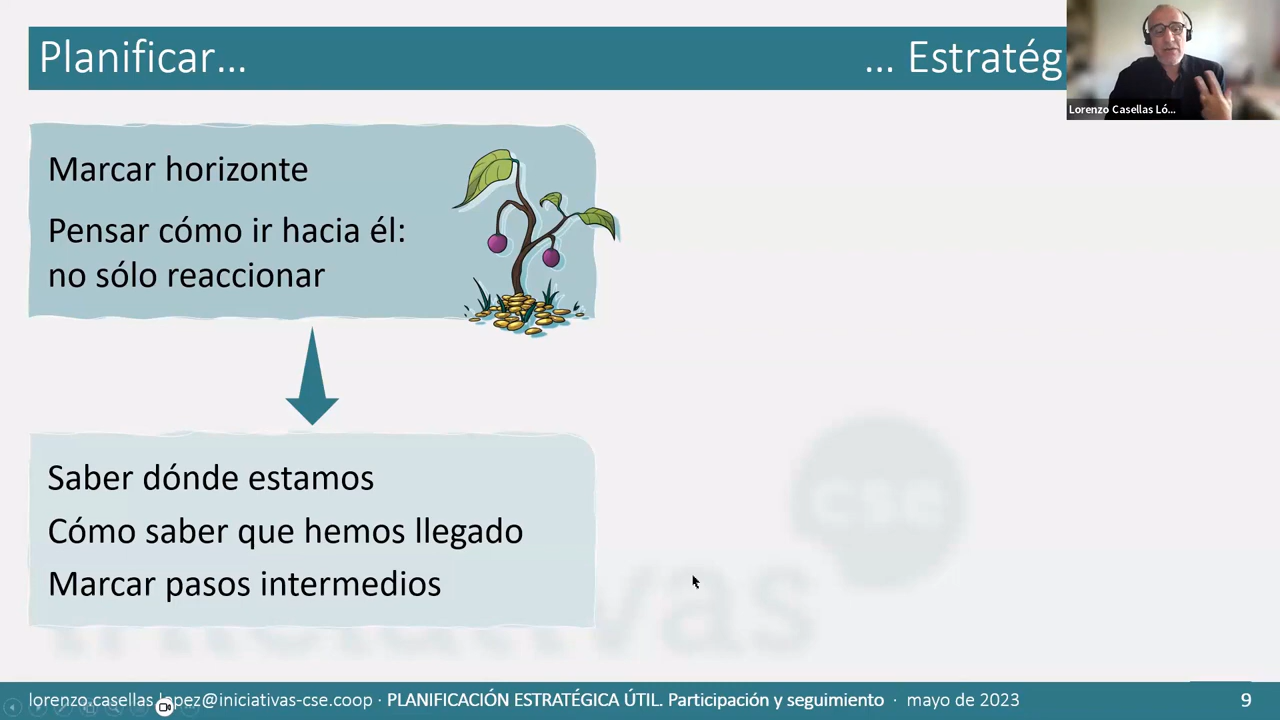 Planificar...
... Estratég
Lorenzo Casellas Ló...
Marcar horizonte
Pensar cómo ir hacia él:
no sólo reaccionar
Saber dónde estamos
Cómo saber que hemos llegado
Marcar pasos intermedios
cse
iniciativas
lorenzo.casellas.lopez@iniciativas-cse.coop · PLANIFICACIÓN ESTRATÉGICA ÚTIL. Participación y seguimiento · mayo de 2023
9